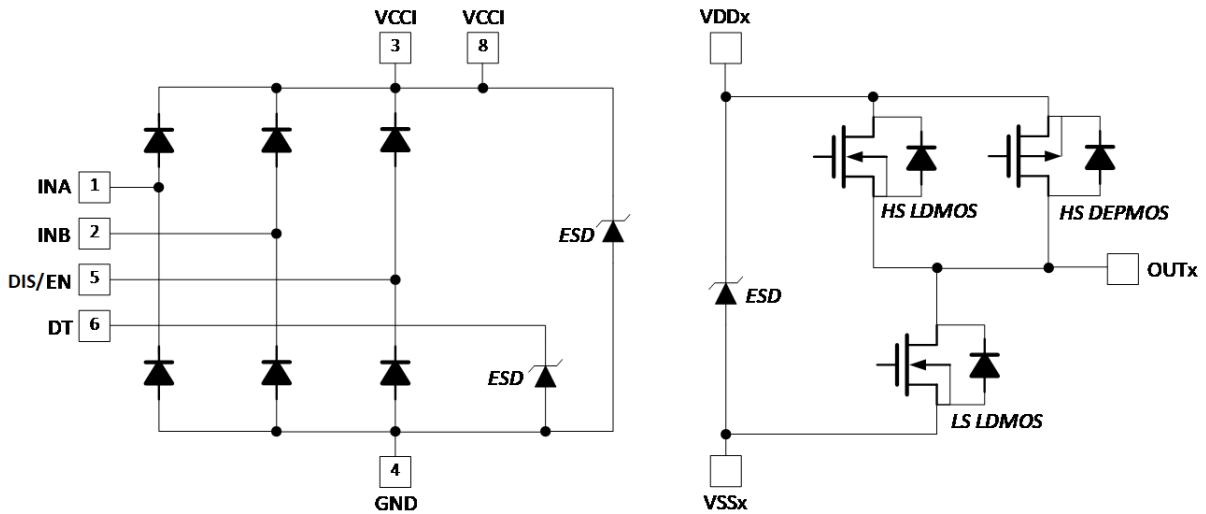 VCCI
VCCI
VDDx
3
8
INA 1
INB 2
DIS/EN 5
DT 6
ESD
ESD
4
GND
HS LDMOS
HS DEPMOS
ESD
OUTx
LS LDMOS
VSSx